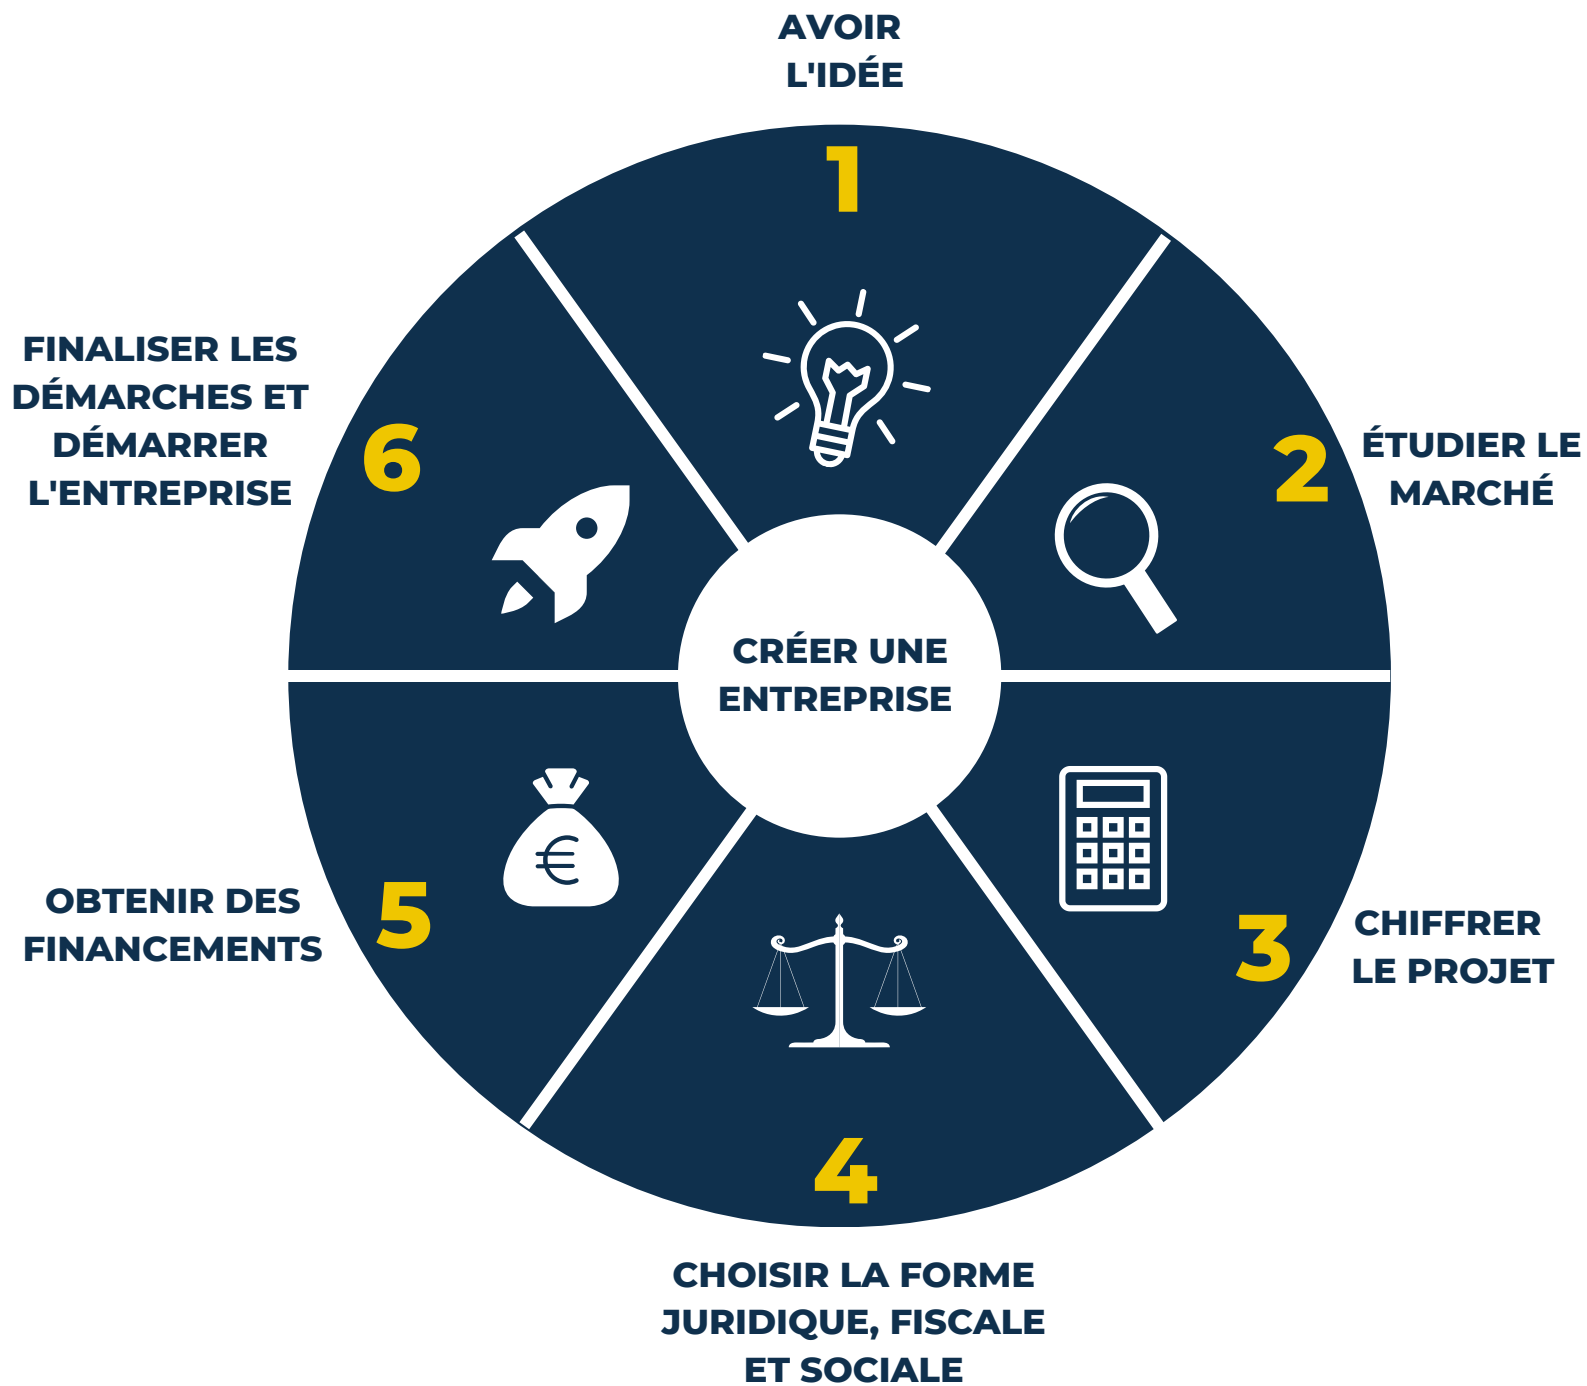 AVOIR
L'IDÉE
1
2
ÉTUDIER LE
MARCHÉ
3
CHIFFRER
LE PROJET
4
CHOISIR LA FORME
JURIDIQUE, FISCALE
ET SOCIALE
5
OBTENIR DES
FINANCEMENTS
€
6
FINALISER LES
DÉMARCHES ET
DÉMARRER
L'ENTREPRISE
CRÉER UNE
ENTREPRISE